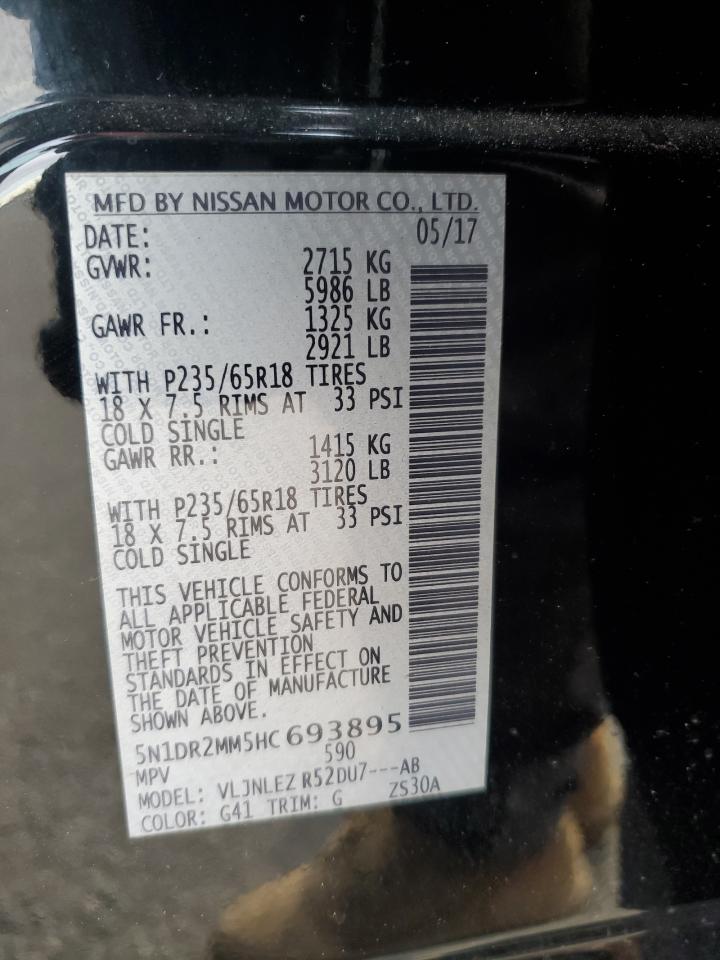 MFD BY NISSAN MOTOR CO., LTD.
DATE: 05/17
GVWR: 2715 KG
5986 LB
GAWR FR.: 1325 KG
2921 LB
WITH P235/65R18 TIRES
18 X 7.5 RIMS AT 33 PSI
COLD SINGLE
GAWR RR.: 1415 KG
3120 LB
WITH P235/65R18 TIRES
18 X 7.5 RIMS AT 33 PSI
COLD SINGLE
THIS VEHICLE CONFORMS TO
ALL APPLICABLE FEDERAL
MOTOR VEHICLE SAFETY AND
THEFT PREVENTION
STANDARDS IN EFFECT ON
THE DATE OF MANUFACTURE
SHOWN ABOVE.
5N1DR2MM5HC693895
MPV 590
MODEL: VLJNLEZ R52DU7---AB
COLOR: G41 TRIM: G ZS30A